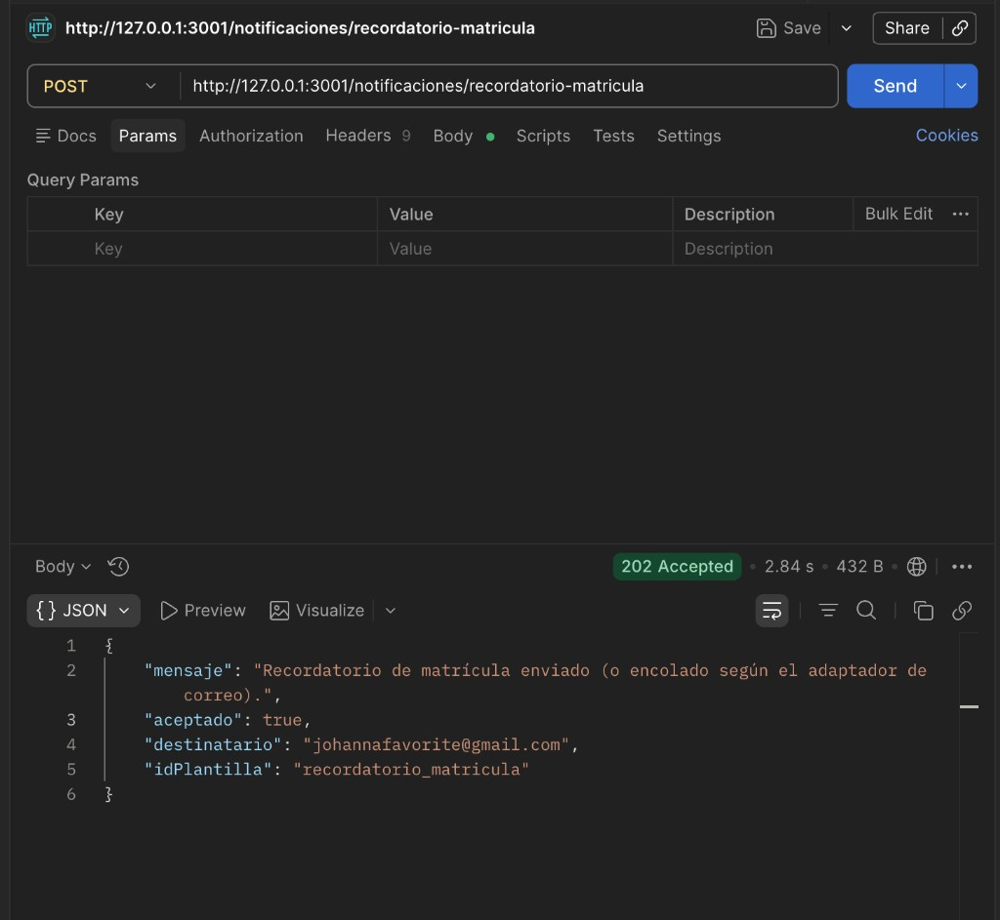 HTTP http://127.0.0.1:3001/notificaciones/recordatorio-matricula Save Share
POST http://127.0.0.1:3001/notificaciones/recordatorio-matricula Send
Docs Params Authorization Headers 9 Body Scripts Tests Settings Cookies
Query Params
Key Value Description Bulk Edit ...
Key Value Description
Body 202 Accepted • 2.84 s • 432 B • ...
{} JSON Preview Visualize
1 {
2 "mensaje": "Recordatorio de matrícula enviado (o encolado según el adaptador de
correo).",
3 "aceptado": true,
4 "destinatario": "johannafavorite@gmail.com",
5 "idPlantilla": "recordatorio_matricula"
6 }